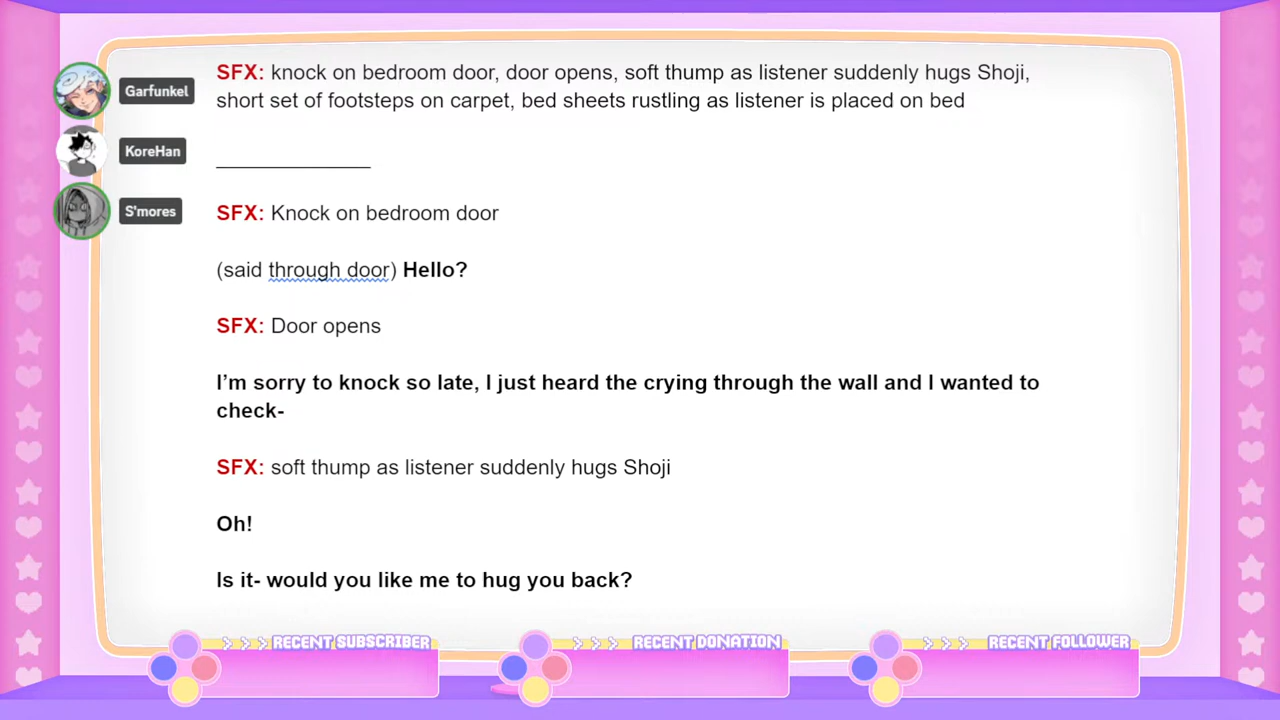 SFX: knock on bedroom door, door opens, soft thump as listener suddenly hugs Shoji,
short set of footsteps on carpet, bed sheets rustling as listener is placed on bed
Garfunkel
KoreHan
S'mores
SFX: Knock on bedroom door
(said through door) Hello?
SFX: Door opens
I'm sorry to knock so late, I just heard the crying through the wall and I wanted to
check-
SFX: soft thump as listener suddenly hugs Shoji
Oh!
Is it- would you like me to hug you back?
RECENT SUBSCRIBER
RECENT DONATION
RECENT FOLLOWER